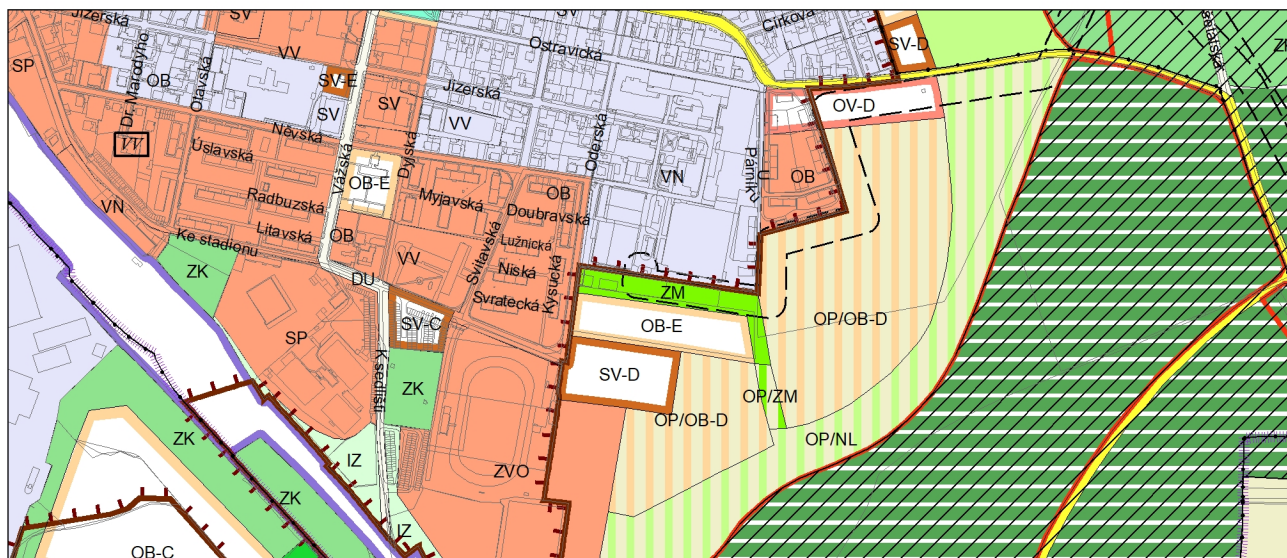 Jizerská
SV
SV
Ostravická
Církova
SV-D
SP
Dr.Marodyho
OB
Olavská
VV
SV-E
SV
SV
Jizerská
VV
OV-D
VV
Úslavská
Něvská
Vážská
Dylská
Oderská
VN
U
Párníků
OB
OB-E
Radbuzská
Myjavská
OB
Doubravská
VN
Litavská
OB
Lužnická
Ke stadionu
VV
Svitavská
Niská
ZK
DU
Svratecká
Kysucká
ZM
SV-C
OB-E
OP/OB-D
SP
K sedlišti
ZK
SV-D
OP/ZM
OP/OB-D
OP/NL
ZK
IZ
ZVO
ZK
IZ
OB-C